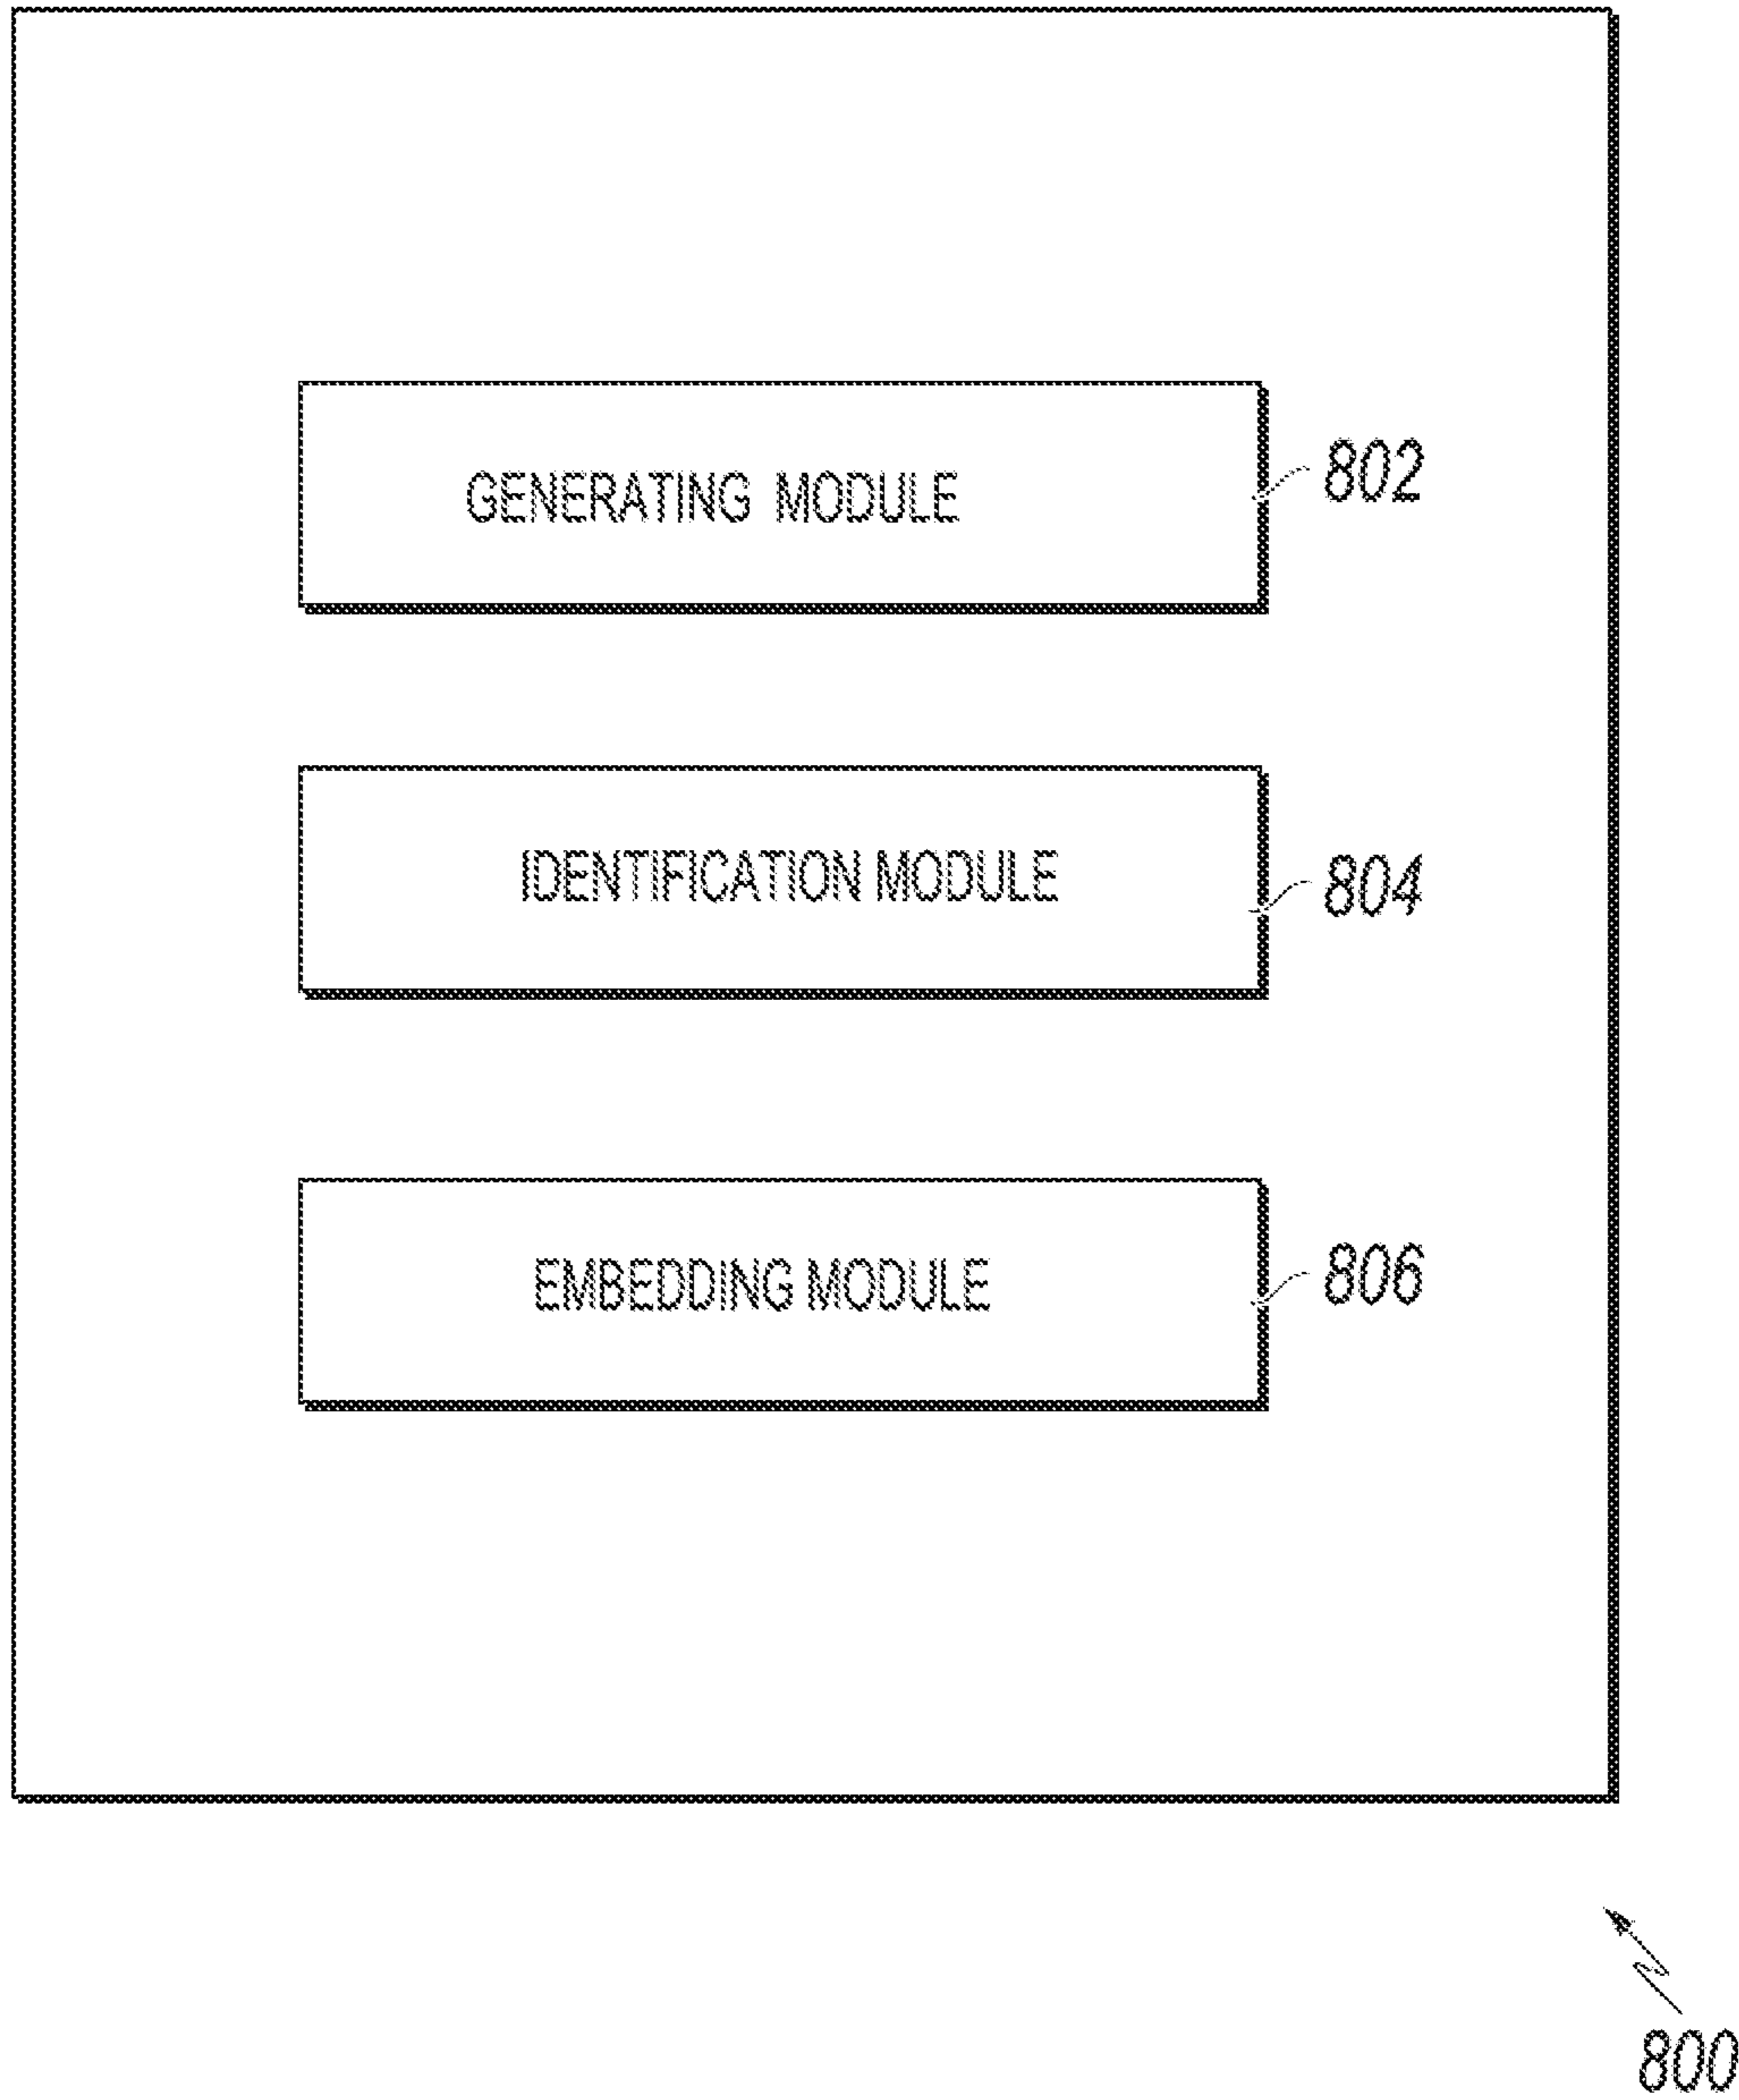 GENERATING MODULE
802
IDENTIFICATION MODULE
804
EMBEDDING MODULE
806
800